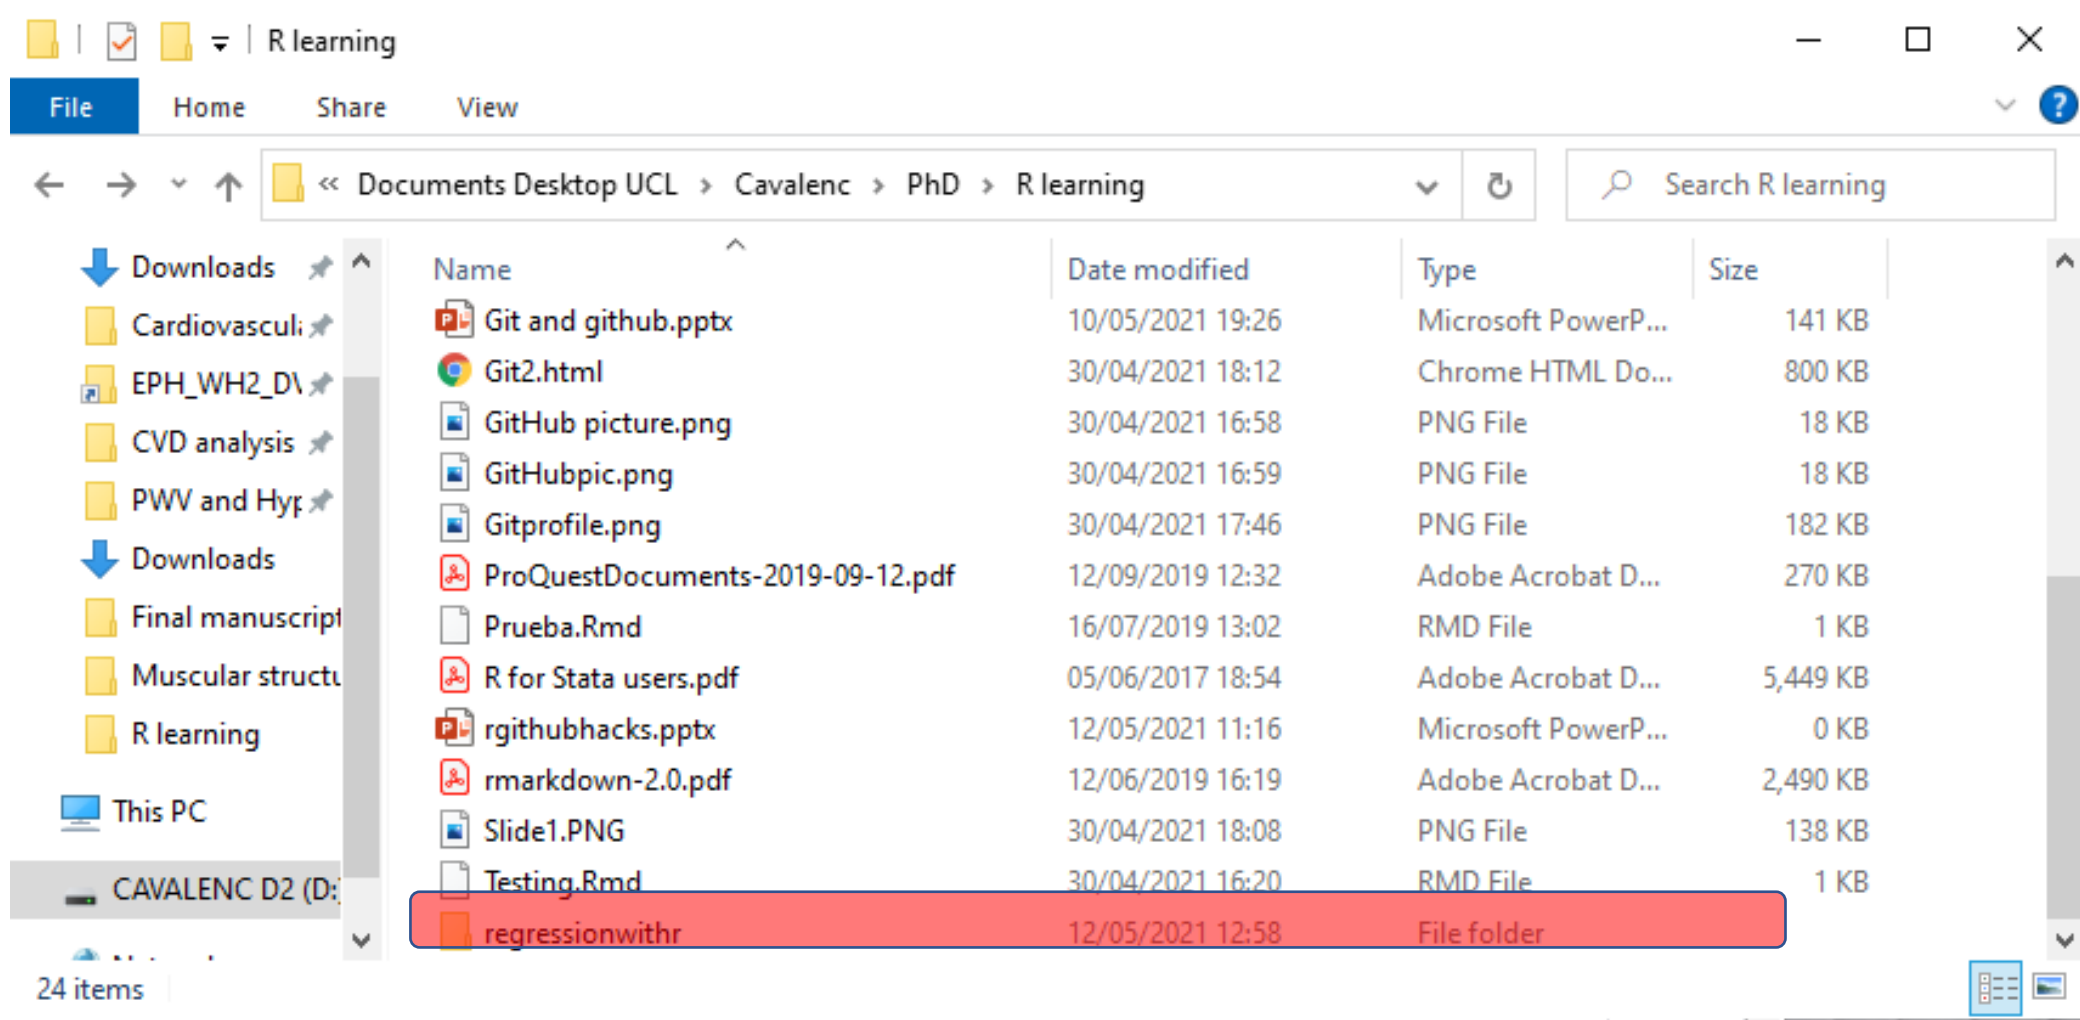 R learning
File Home Share View ?
« Documents Desktop UCL > Cavalenc > PhD > R learning Search R learning
Downloads
Cardiovascul
EPH_WH2_D
CVD analysis
PWV and Hyp
Downloads
Final manuscript
Muscular structu
R learning
This PC
CAVALENC D2 (D:
Name Date modified Type Size
Git and github.pptx 10/05/2021 19:26 Microsoft PowerP... 141 KB
Git2.html 30/04/2021 18:12 Chrome HTML Do... 800 KB
GitHub picture.png 30/04/2021 16:58 PNG File 18 KB
GitHubpic.png 30/04/2021 16:59 PNG File 18 KB
Gitprofile.png 30/04/2021 17:46 PNG File 182 KB
ProQuestDocuments-2019-09-12.pdf 12/09/2019 12:32 Adobe Acrobat D... 270 KB
Prueba.Rmd 16/07/2019 13:02 RMD File 1 KB
R for Stata users.pdf 05/06/2017 18:54 Adobe Acrobat D... 5,449 KB
rgithubhacks.pptx 12/05/2021 11:16 Microsoft PowerP... 0 KB
rmarkdown-2.0.pdf 12/06/2019 16:19 Adobe Acrobat D... 2,490 KB
Slide1.PNG 30/04/2021 18:08 PNG File 138 KB
Testing.Rmd 30/04/2021 16:20 RMD File 1 KB
regressionwithr 12/05/2021 12:58 File folder
24 items